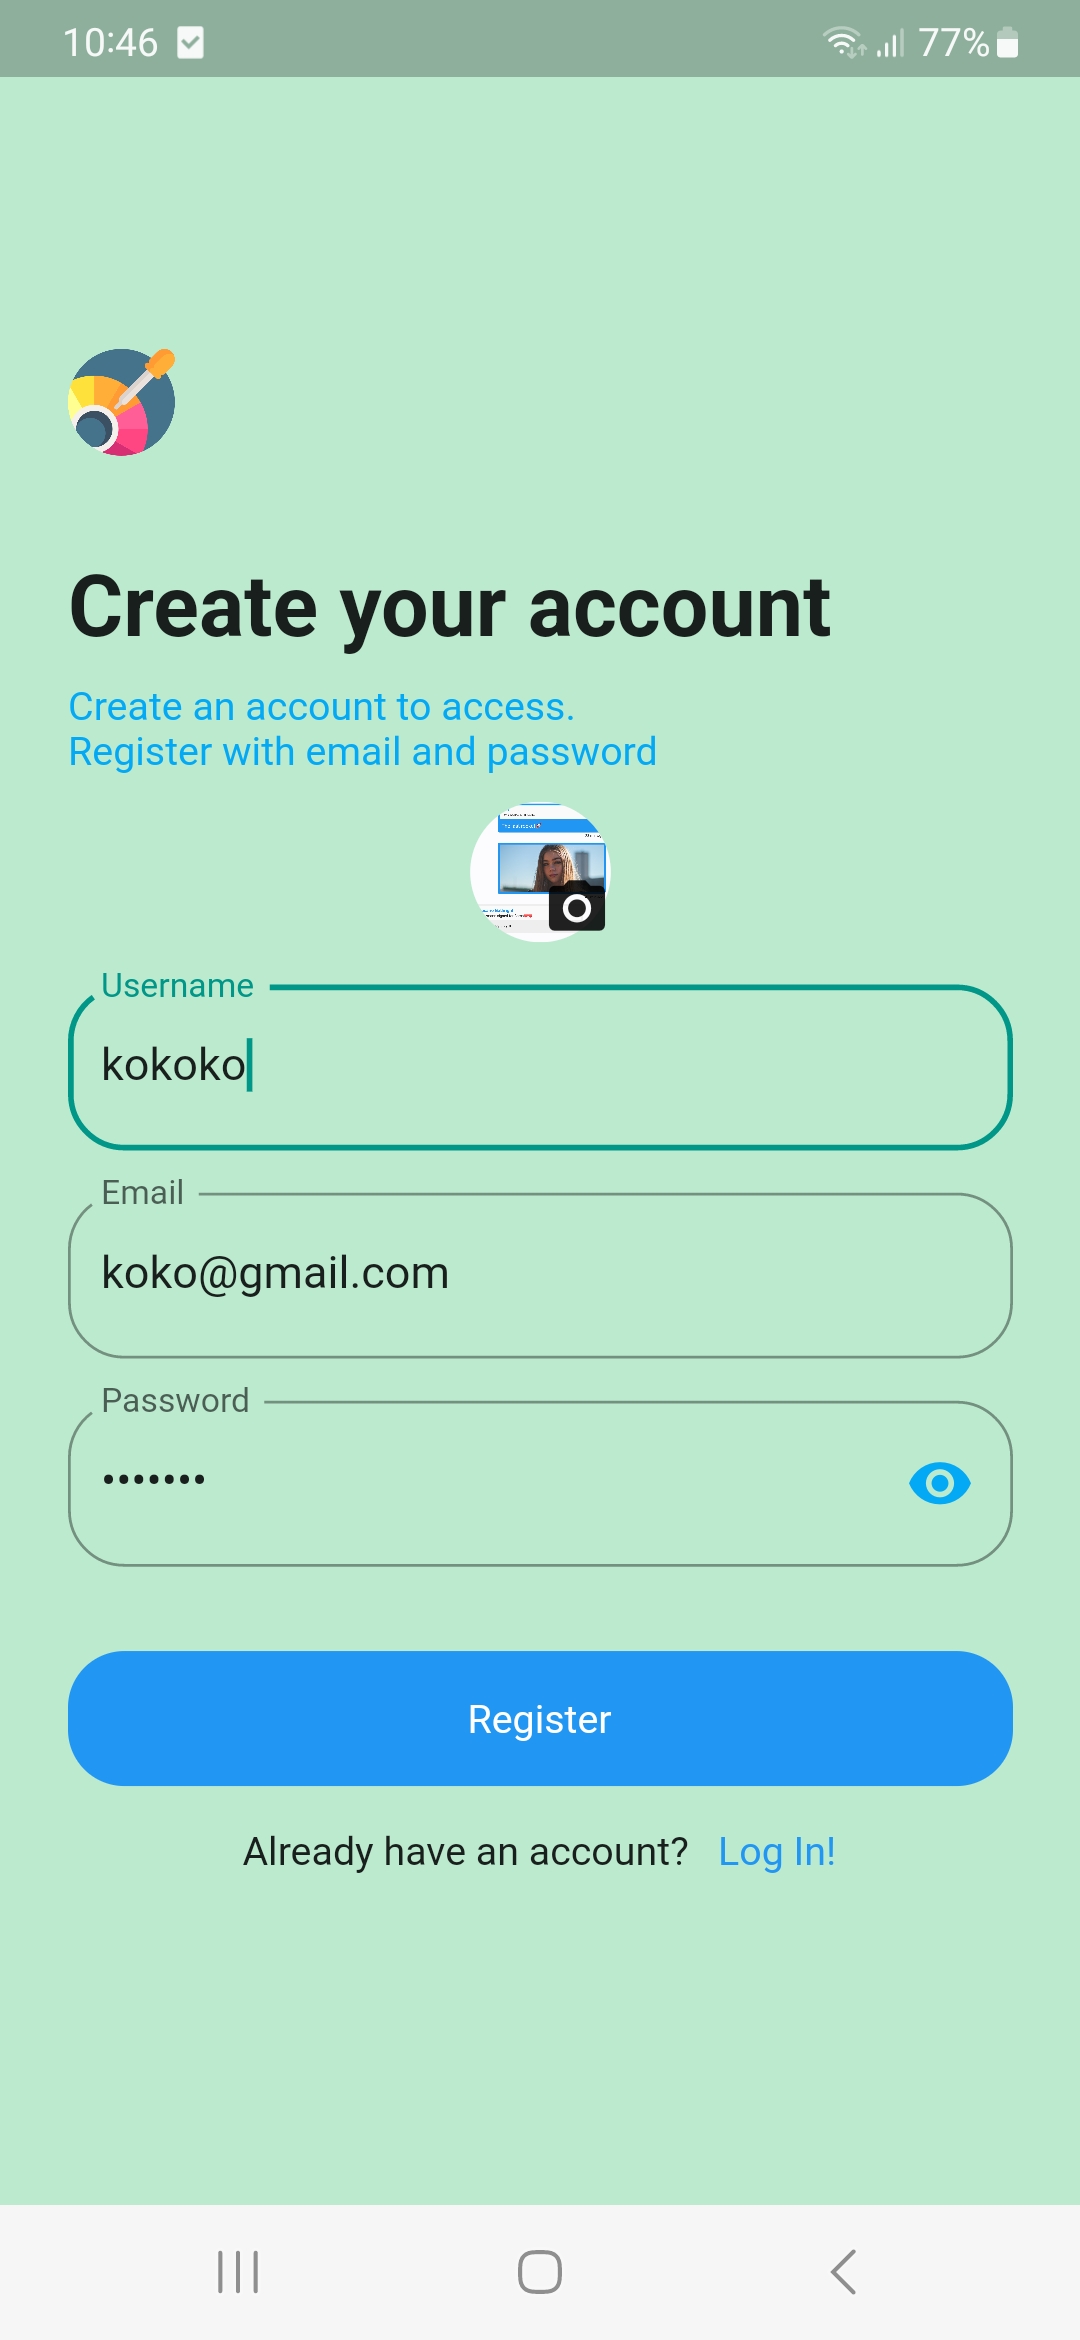 10:46
77%
Create your account
Create an account to access.
Register with email and password
Username
kokoko
Email
koko@gmail.com
Password
•••••••
Register
Already have an account? Log In!